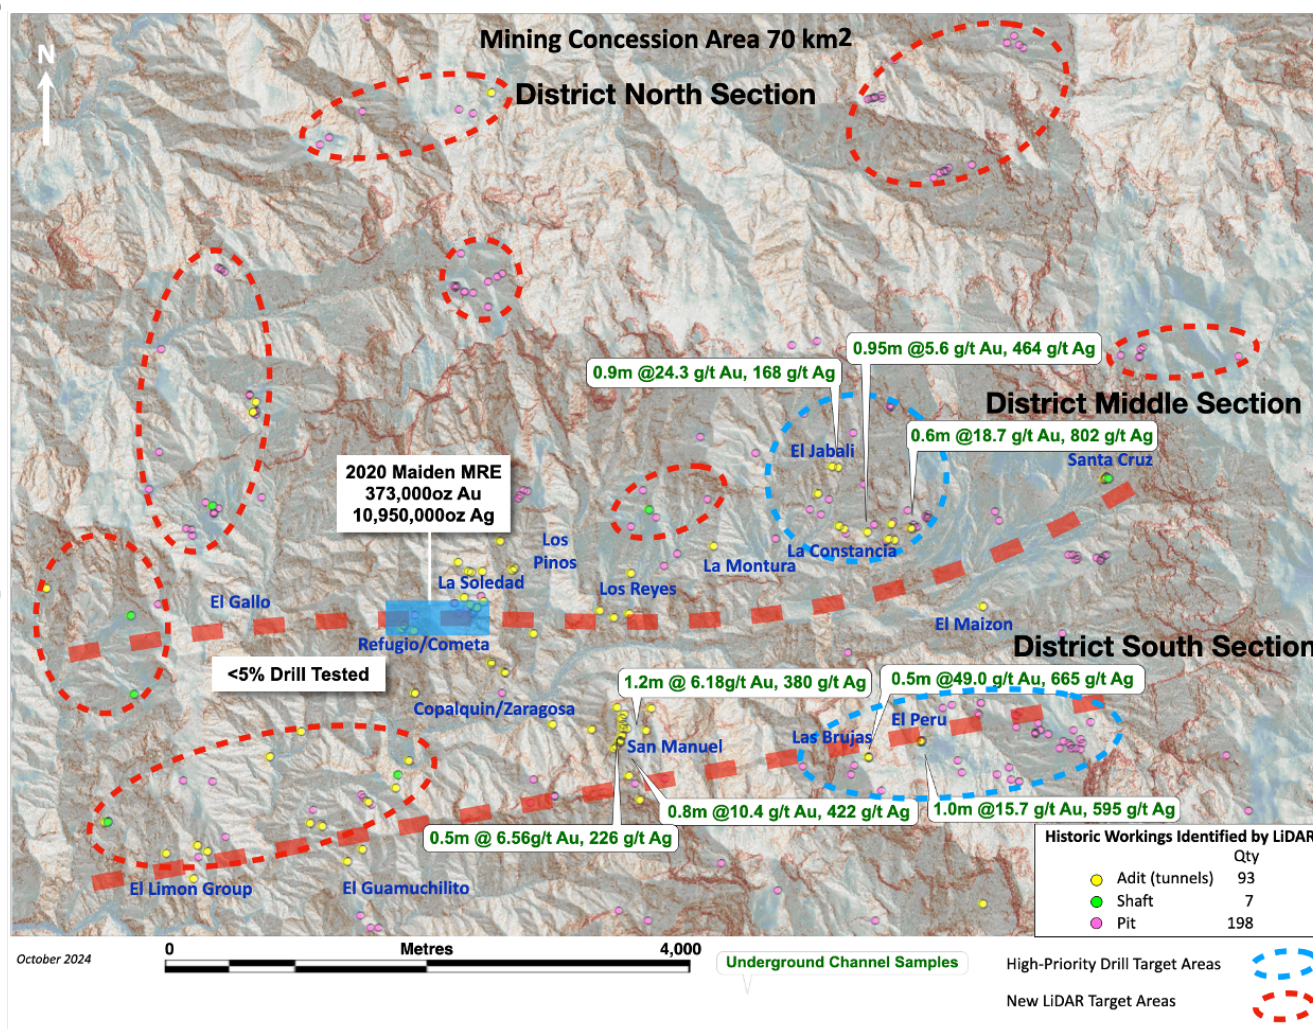 Mining Concession Area 70 km2
N
District North Section
0.95m @5.6 g/t Au, 464 g/t Ag
0.9m @24.3 g/t Au, 168 g/t Ag
District Middle Section
0.6m @18.7 g/t Au, 802 g/t Ag
El Jabali
Santa Cruz
2020 Maiden MRE
373,000oz Au
10,950,000oz Ag
Los
Pinos
La Constancia
La Montura
La Soledad
Los Reyes
El Gallo
El Maizon
Refugio/Cometa
District South Section
<5% Drill Tested
1.2m @ 6.18g/t Au, 380 g/t Ag
0.5m @49.0 g/t Au, 665 g/t Ag
Copalquin/Zaragosa
El Peru
Las Brujas
San Manuel
0.8m @10.4 g/t Au, 422 g/t Ag
1.0m @15.7 g/t Au, 595 g/t Ag
0.5m @ 6.56g/t Au, 226 g/t Ag
El Limon Group
El Guamuchilito
Historic Workings Identified by LiDAR
Qty
Adit (tunnels) 93
Shaft 7
Pit 198
0 Metres 4,000
October 2024
Underground Channel Samples
High-Priority Drill Target Areas
New LiDAR Target Areas